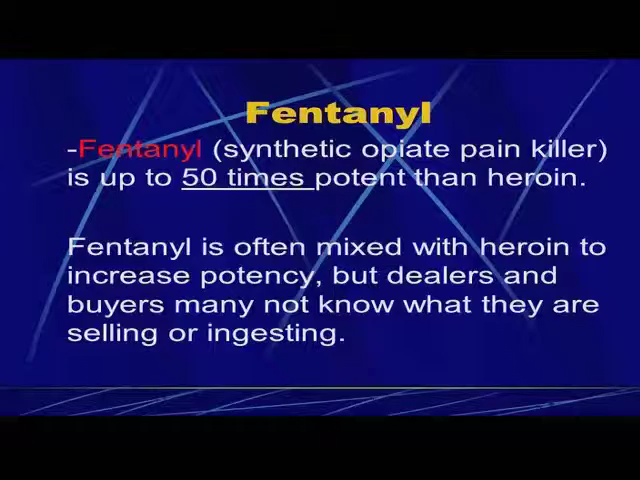 Fentanyl
-Fentanyl (synthetic opiate pain killer)
is up to 50 times potent than heroin.
Fentanyl is often mixed with heroin to
increase potency, but dealers and
buyers many not know what they are
selling or ingesting.